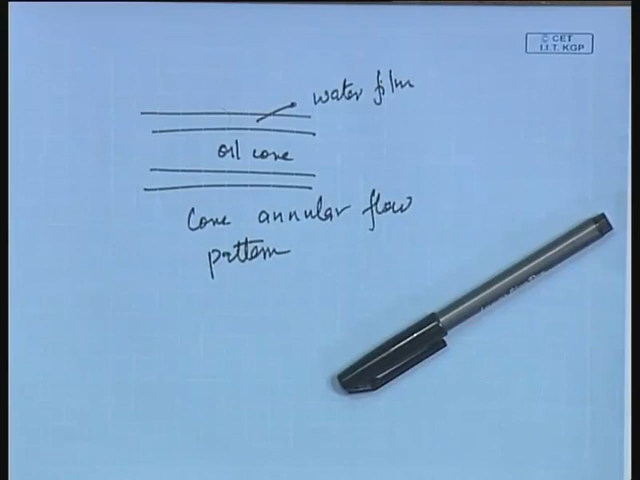 © CET
I.I.T. KGP
water film
oil core
Core annular flow
pattern